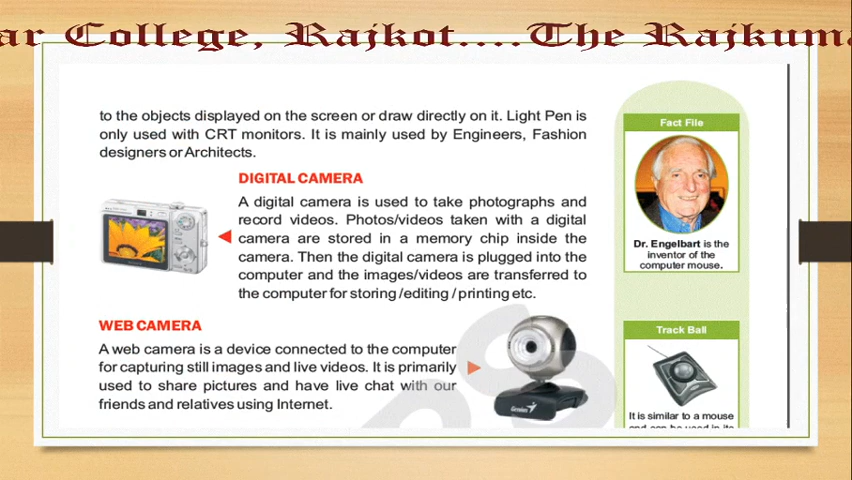 ar College, Rajkot....The Rajkuma
to the objects displayed on the screen or draw directly on it. Light Pen is
only used with CRT monitors. It is mainly used by Engineers, Fashion
designers or Architects.
DIGITAL CAMERA
A digital camera is used to take photographs and
record videos. Photos/videos taken with a digital
camera are stored in a memory chip inside the
camera. Then the digital camera is plugged into the
computer and the images/videos are transferred to
the computer for storing /editing / printing etc.
WEB CAMERA
A web camera is a device connected to the computer
for capturing still images and live videos. It is primarily
used to share pictures and have live chat with our
friends and relatives using Internet.
Genius
Fact File
Dr. Engelbart is the
inventor of the
computer mouse.
Track Ball
It is similar to a mouse
and can be used in its